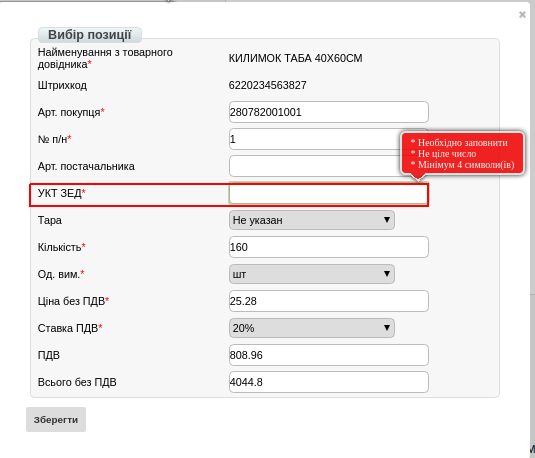 Вибір позиції
Найменування з товарного
довідника*
КИЛИМОК ТАБА 40Х60СМ
Штрихкод 6220234563827
Арт. покупця* 280782001001
№ п/н* 1
* Необхідно заповнити
* Не ціле число
* Мінімум 4 символи(ів)
Арт. постачальника
УКТ ЗЕД*
Тара Не указан
Кількість* 160
Од. вим.* шт
Ціна без ПДВ* 25.28
Ставка ПДВ* 20%
ПДВ 808.96
Всього без ПДВ 4044.8
Зберегти